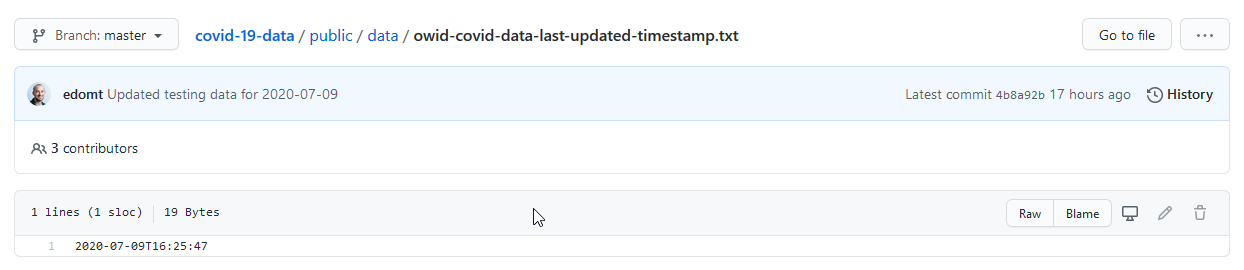 Branch: master covid-19-data / public / data / owid-covid-data-last-updated-timestamp.txt Go to file ...
edomt Updated testing data for 2020-07-09 Latest commit 4b8a92b 17 hours ago History
3 contributors
1 lines (1 sloc) 19 Bytes Raw Blame
1 2020-07-09T16:25:47